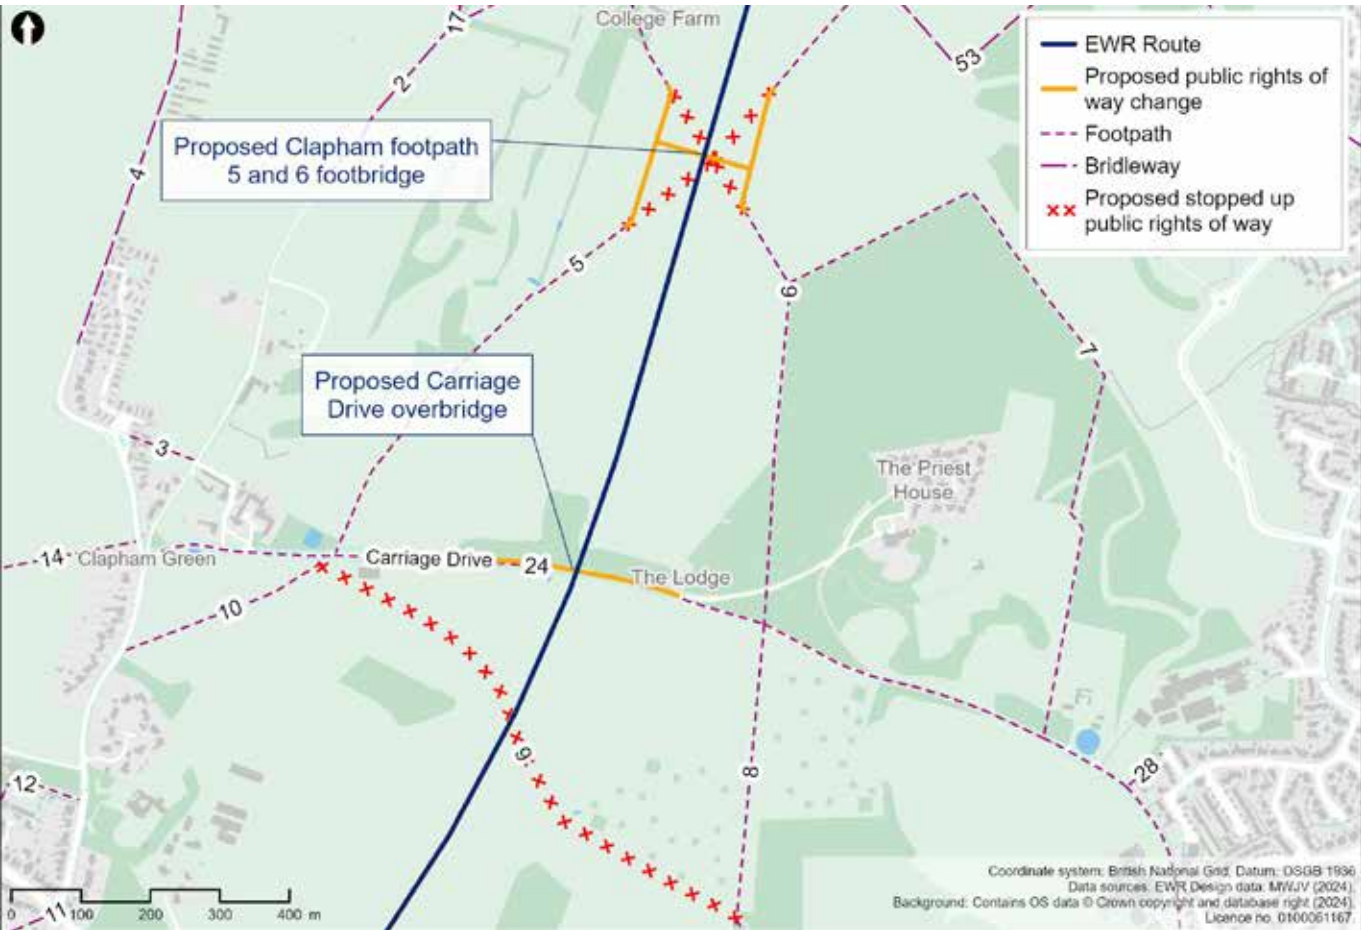 College Farm
17
2
53
4
EWR Route
Proposed public rights of
way change
Footpath
Bridleway
Proposed stopped up
public rights of way
Proposed Clapham footpath
5 and 6 footbridge
5
6
7
Proposed Carriage
Drive overbridge
3
The Priest
House
14
Clapham Green
Carriage Drive
24
The Lodge
10
9
8
28
12
11
0 100 200 300 400 m
Coordinate system: British National Grid. Datum: OSGB 1936
Data sources: EWR Design data: MWJV (2024).
Background: Contains OS data © Crown copyright and database right (2024).
Licence no. 0100061167.